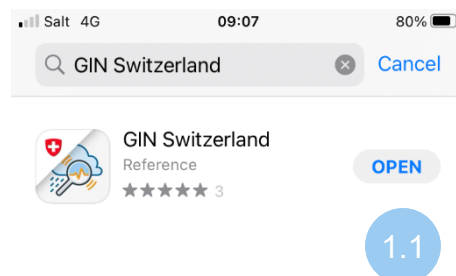 Salt 4G 09:07 80%
GIN Switzerland Cancel
GIN Switzerland
Reference
3
OPEN
1.1